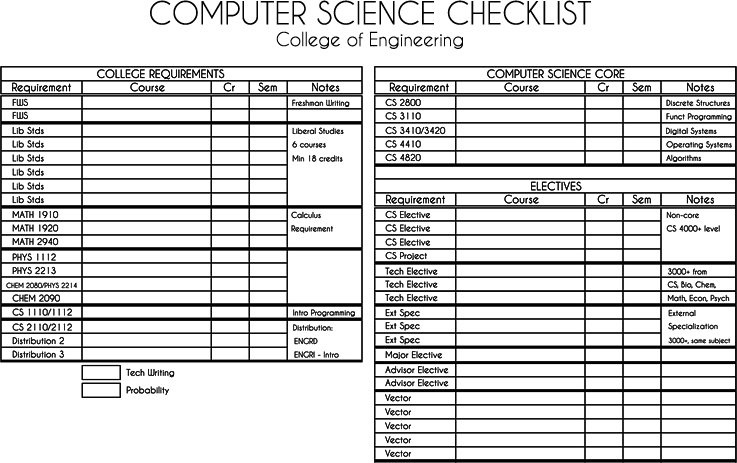 COMPUTER SCIENCE CHECKLIST
College of Engineering
COLLEGE REQUIREMENTS
Requirement Course Cr Sem Notes
FWS Freshman Writing
FWS
Lib Stds Liberal Studies
Lib Stds 6 courses
Lib Stds Min 18 credits
Lib Stds
Lib Stds
Lib Stds
MATH 1910 Calculus
MATH 1920 Requirement
MATH 2940
PHYS 1112
PHYS 2213
CHEM 2080/PHYS 2214
CHEM 2090
CS 1110/1112 Intro Programming
CS 2110/2112 Distribution:
Distribution 2 ENGRD
Distribution 3 ENGRI - Intro
Tech Writing
Probability
COMPUTER SCIENCE CORE
Requirement Course Cr Sem Notes
CS 2800 Discrete Structures
CS 3110 Funct Programming
CS 3410/3420 Digital Systems
CS 4410 Operating Systems
CS 4820 Algorithms
ELECTIVES
Requirement Course Cr Sem Notes
CS Elective Non-core
CS Elective CS 4000+ level
CS Elective
CS Project
Tech Elective 3000+ from
Tech Elective CS, Bio, Chem,
Tech Elective Math, Econ, Psych
Ext Spec External
Ext Spec Specialization
Ext Spec 3000+, same subject
Major Elective
Advisor Elective
Advisor Elective
Vector
Vector
Vector
Vector
Vector